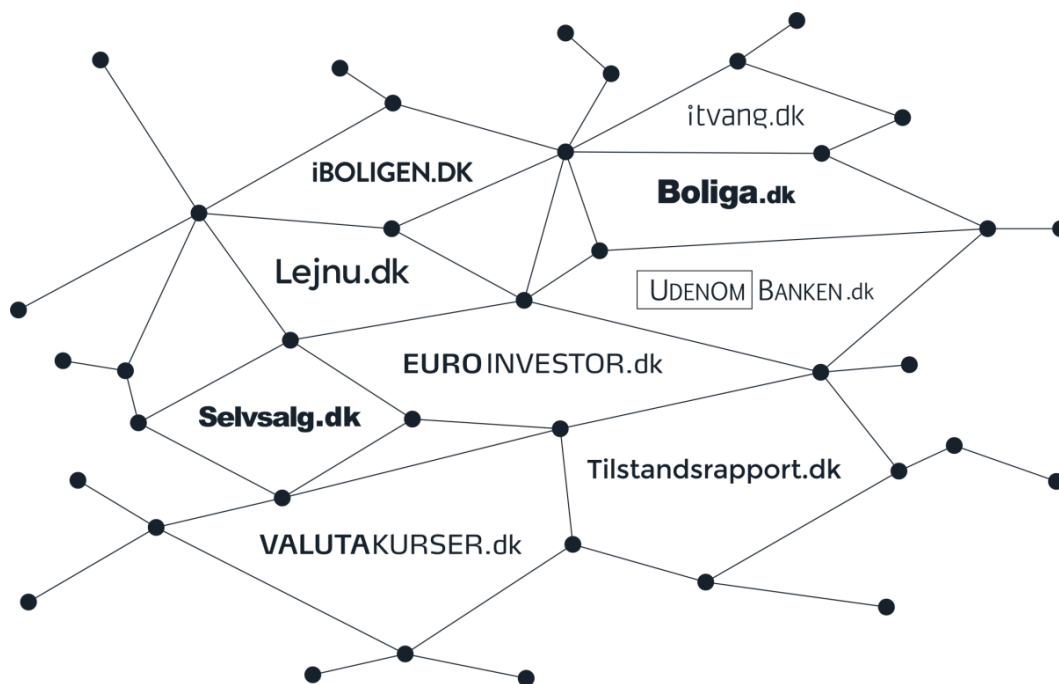 itvang.dk
iBOLIGEN.DK
Boliga.dk
Lejnu.dk
UDENOM BANKEN.dk
EUROINVESTOR.dk
Selvsalg.dk
Tilstandsrapport.dk
VALUTAKURSER.dk